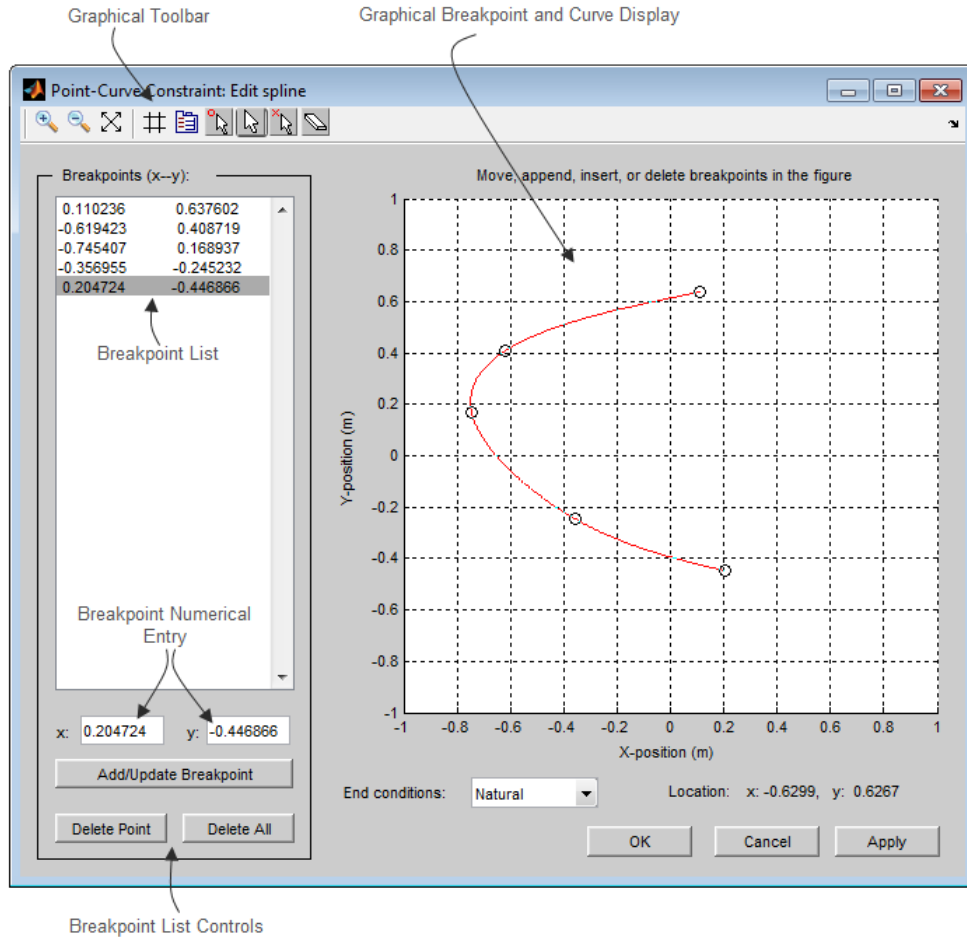 Graphical Toolbar
Graphical Breakpoint and Curve Display
Point-Curve Constraint: Edit spline
Breakpoints (x--y):
0.110236 0.637602
-0.619423 0.408719
-0.745407 0.168937
-0.356955 -0.245232
0.204724 -0.446866
Breakpoint List
Breakpoint Numerical
Entry
x: 0.204724 y: -0.446866
Add/Update Breakpoint
Delete Point Delete All
Breakpoint List Controls
Move, append, insert, or delete breakpoints in the figure
1
0.8
0.6
0.4
0.2
0
-0.2
-0.4
-0.6
-0.8
-1
Y-position (m)
-1 -0.8 -0.6 -0.4 -0.2 0 0.2 0.4 0.6 0.8 1
X-position (m)
End conditions: Natural Location: x: -0.6299, y: 0.6267
OK Cancel Apply